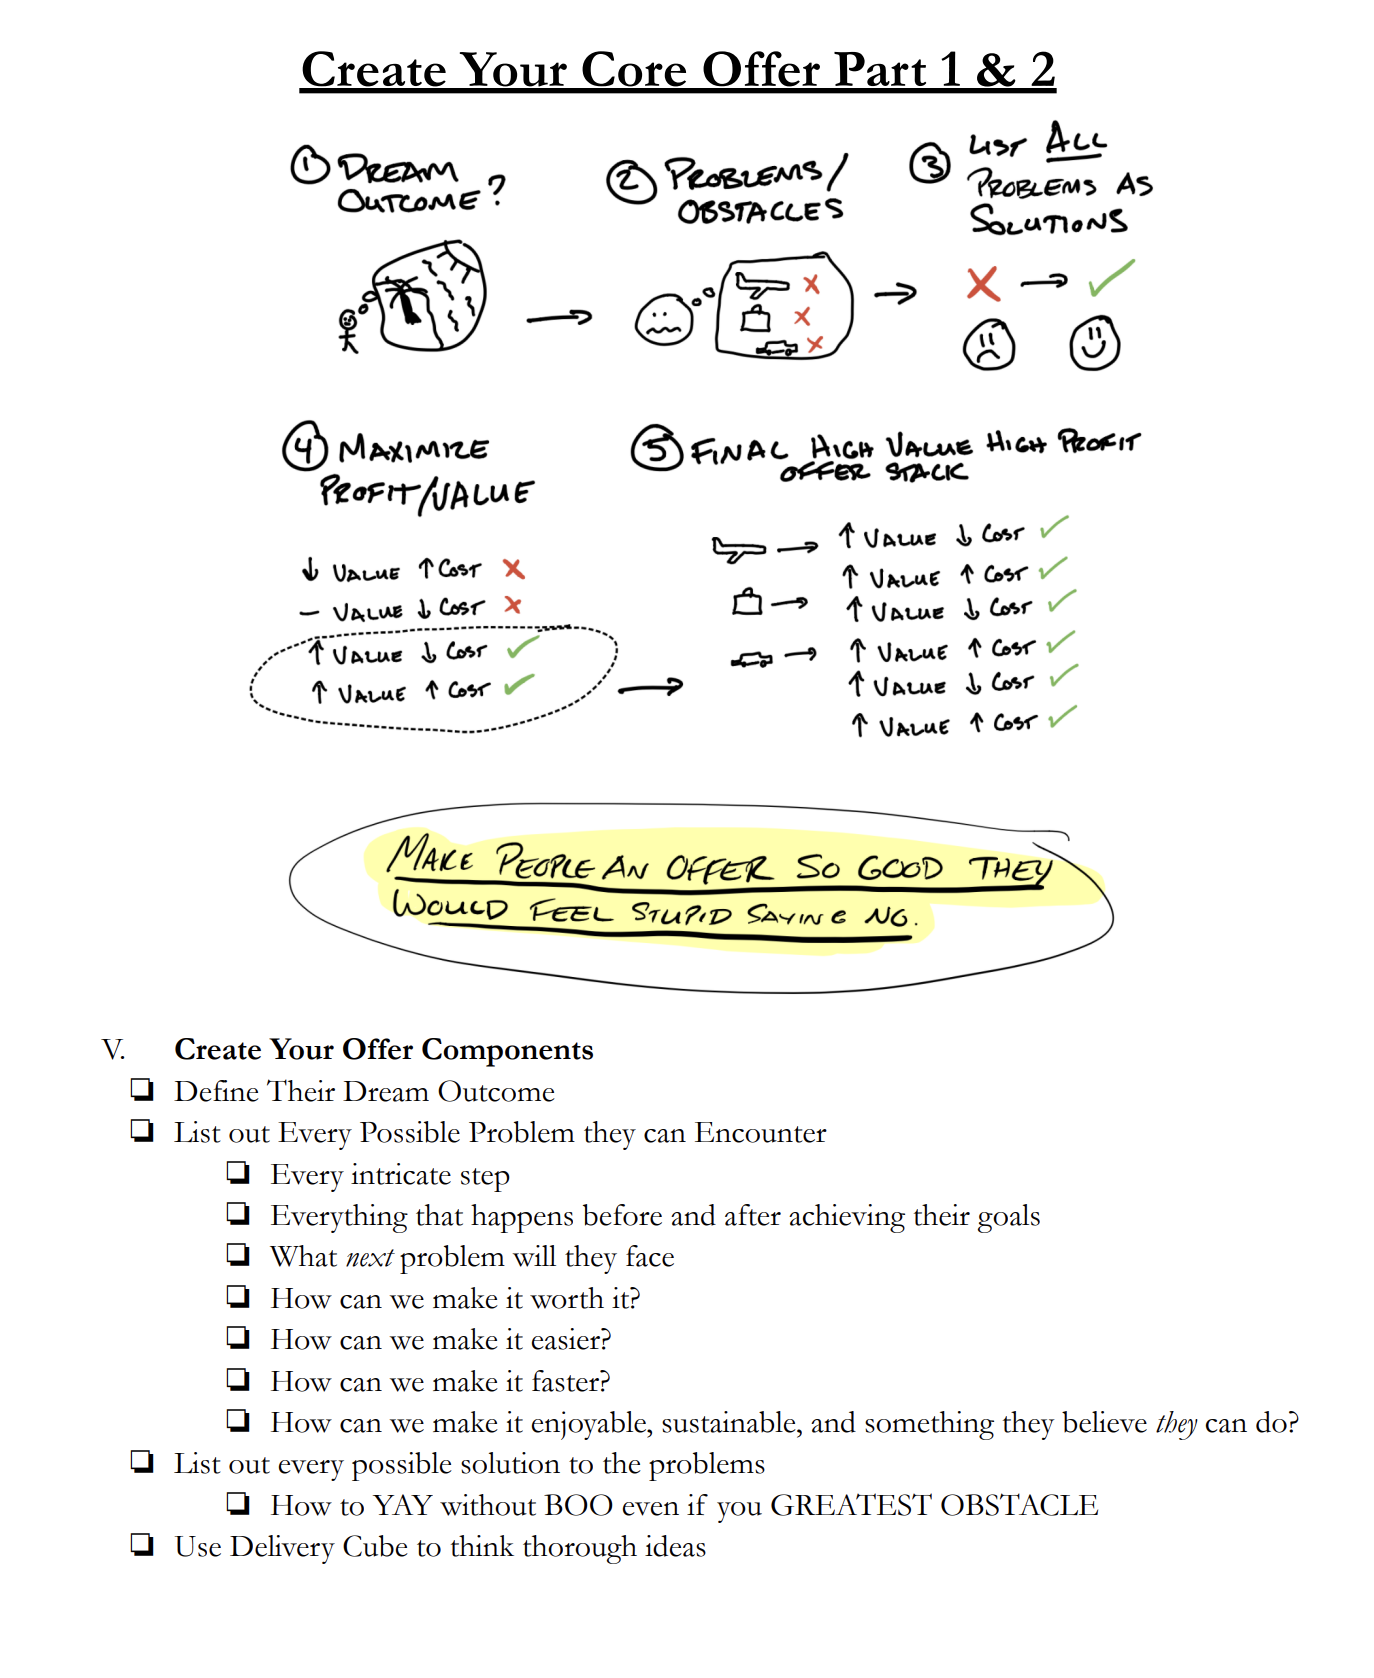 Create Your Core Offer Part 1 & 2
1 DREAM
OUTCOME?
2 PROBLEMS/
OBSTACLES
3 LIST ALL
PROBLEMS AS
SOLUTIONS
4 MAXIMIZE
PROFIT/VALUE
↓ VALUE ↑ COST ✗
– VALUE ↓ COST ✗
↑ VALUE ↓ COST ✓
↑ VALUE ↑ COST ✓
5 FINAL HIGH VALUE HIGH PROFIT
OFFER STACK
↑ VALUE ↓ COST ✓
↑ VALUE ↑ COST ✓
↑ VALUE ↓ COST ✓
↑ VALUE ↑ COST ✓
↑ VALUE ↓ COST ✓
↑ VALUE ↑ COST ✓
MAKE PEOPLE AN OFFER SO GOOD THEY
WOULD FEEL STUPID SAYING NO.
V. Create Your Offer Components
❏ Define Their Dream Outcome
❏ List out Every Possible Problem they can Encounter
❏ Every intricate step
❏ Everything that happens before and after achieving their goals
❏ What next problem will they face
❏ How can we make it worth it?
❏ How can we make it easier?
❏ How can we make it faster?
❏ How can we make it enjoyable, sustainable, and something they believe they can do?
❏ List out every possible solution to the problems
❏ How to YAY without BOO even if you GREATEST OBSTACLE
❏ Use Delivery Cube to think thorough ideas